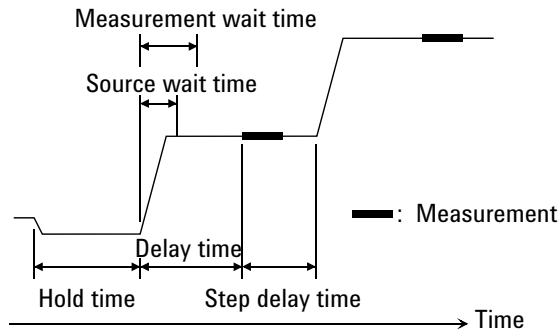 Measurement wait time
Source wait time
: Measurement
Delay time
Hold time
Step delay time
Time